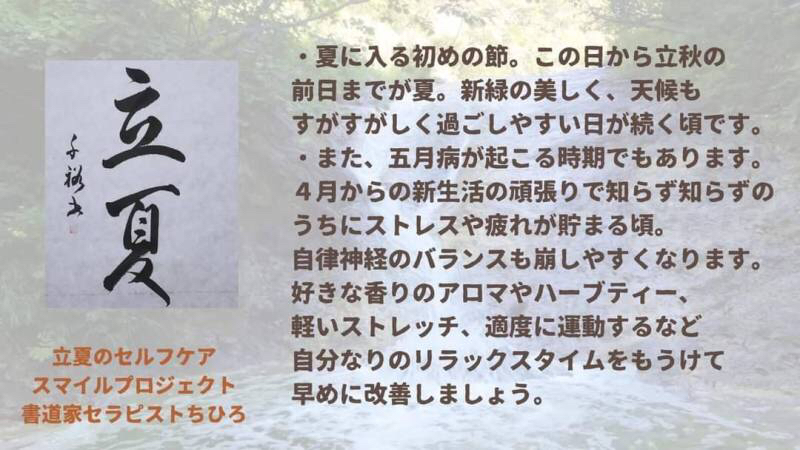 立夏
・夏に入る初めの節。この日から立秋の
前日までが夏。新緑の美しく、天候も
すがすがしく過ごしやすい日が続く頃です。
・また、五月病が起こる時期でもあります。
４月からの新生活の頑張りで知らず知らずの
うちにストレスや疲れが貯まる頃。
自律神経のバランスも崩しやすくなります。
好きな香りのアロマやハーブティー、
軽いストレッチ、適度に運動するなど
自分なりのリラックスタイムをもうけて
早めに改善しましょう。
立夏のセルフケア
スマイルプロジェクト
書道家セラピストちひろ